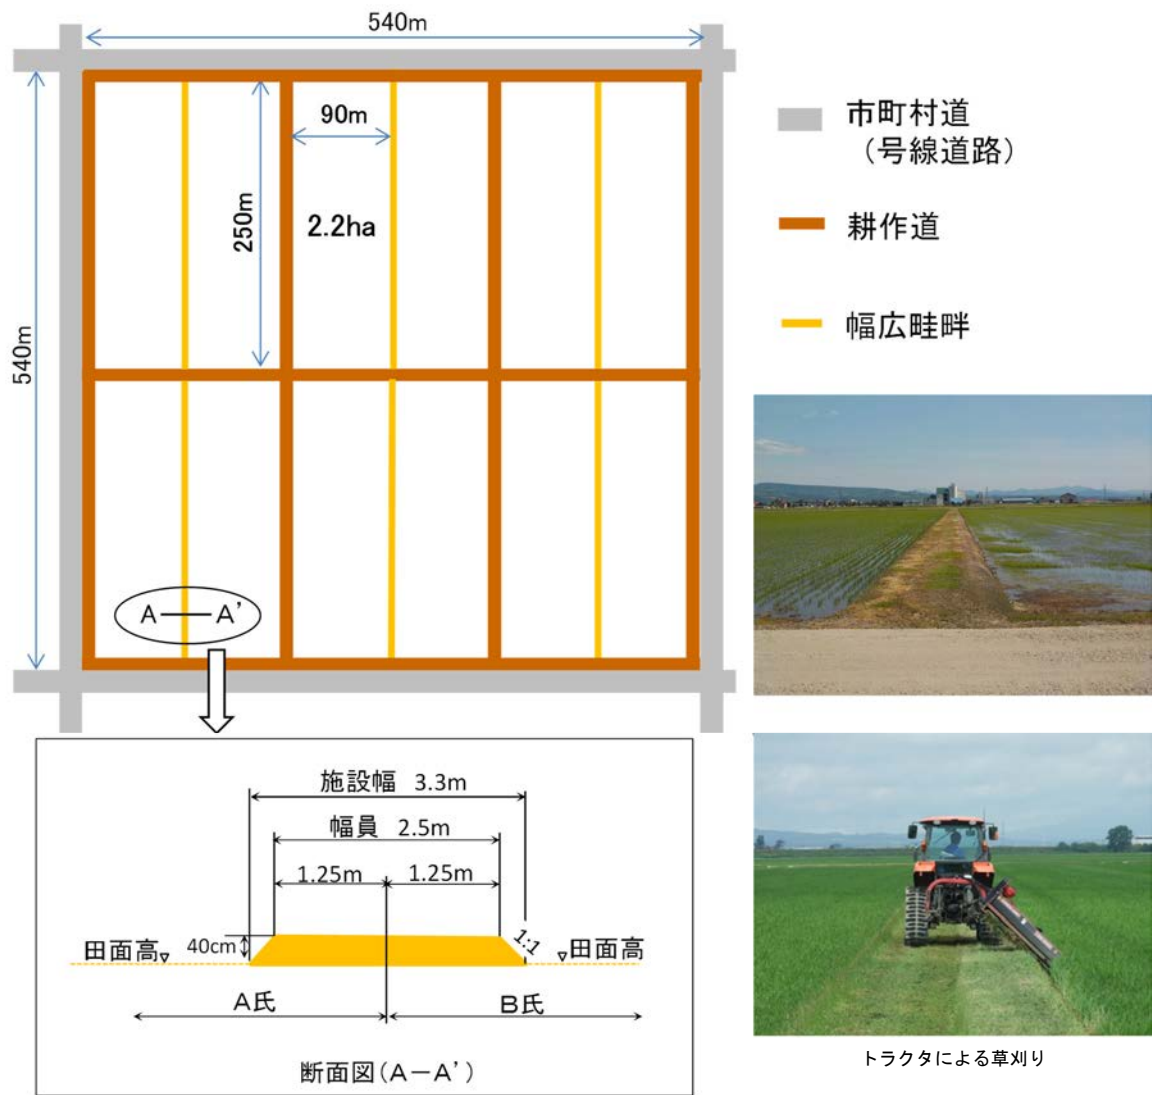 540m
90m
250m
2.2ha
540m
A
A'
市町村道
(号線道路)
耕作道
幅広畦畔
施設幅 3.3m
幅員 2.5m
1.25m
1.25m
40cm
1:1
田面高
田面高
A氏
B氏
断面図(A-A')
トラクタによる草刈り